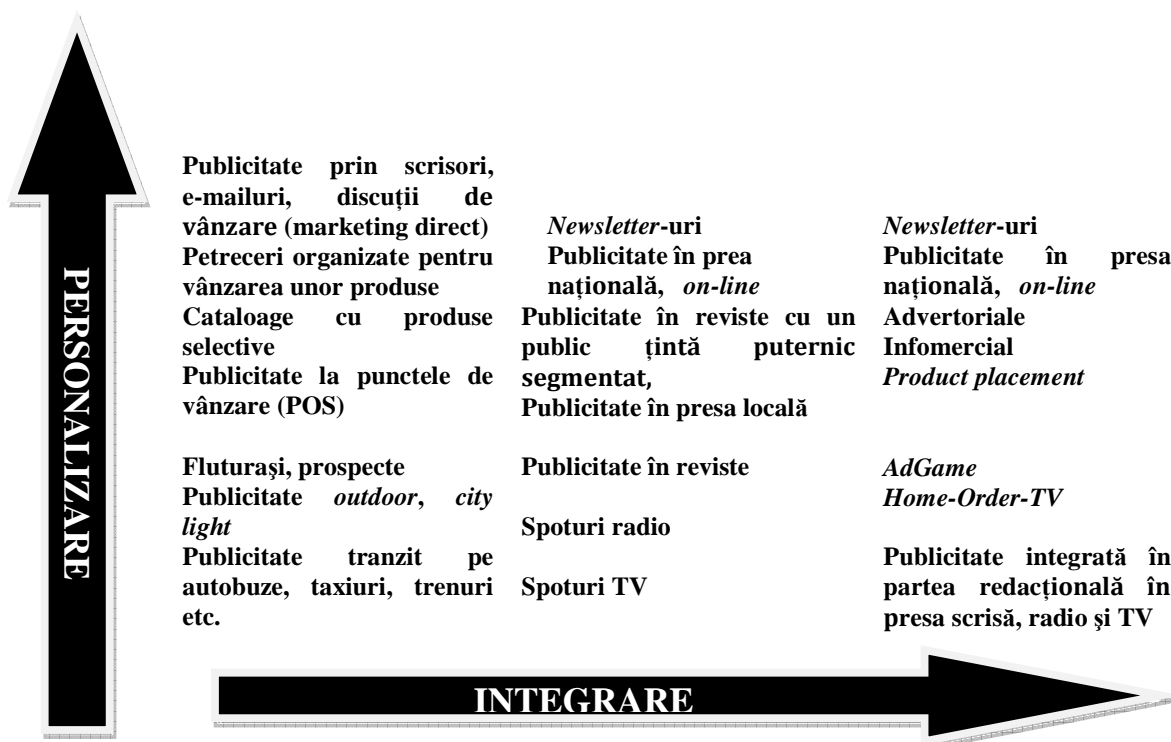 PERSONALIZARE
Publicitate prin scrisori,
e-mailuri, discuții de
vânzare (marketing direct)
Petreceri organizate pentru
vânzarea unor produse
Cataloage cu produse
selective
Publicitate la punctele de
vânzare (POS)
Fluturaşi, prospecte
Publicitate outdoor, city
light
Publicitate tranzit pe
autobuze, taxiuri, trenuri
etc.
Newsletter-uri
Publicitate în prea
națională, on-line
Publicitate în reviste cu un
public țintă puternic
segmentat,
Publicitate în presa locală
Publicitate în reviste
Spoturi radio
Spoturi TV
Newsletter-uri
Publicitate în presa
națională, on-line
Advertoriale
Infomercial
Product placement
AdGame
Home-Order-TV
Publicitate integrată în
partea redacțională în
presa scrisă, radio şi TV
INTEGRARE